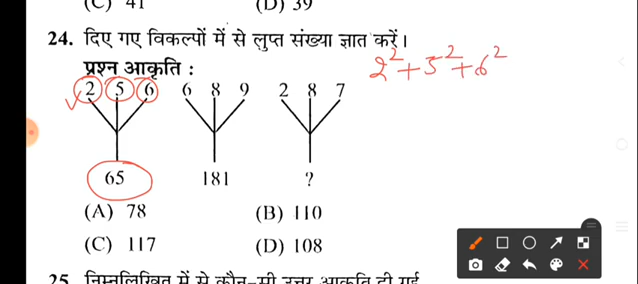 (C) 41 (D) 39
24. दिए गए विकल्पों में से लुप्त संख्या ज्ञात करें।
प्रश्न आकृति :
2 5 6 6 8 9 2 8 7
2² + 5² + 6²
65 181 ?
(A) 78 (B) 110
(C) 117 (D) 108
25. निम्नलिखित में से कौन-सी उत्तर आकृति दी गई